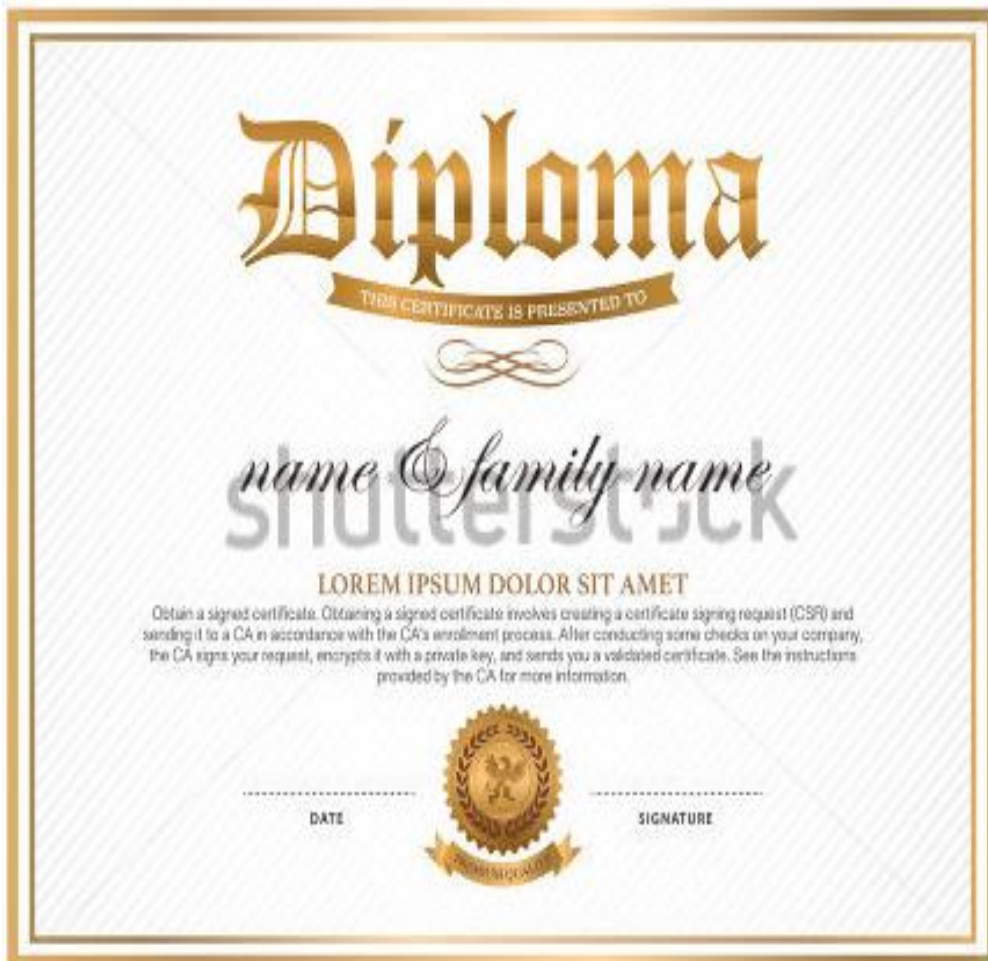 Diploma
THIS CERTIFICATE IS PRESENTED TO
name & family name
shutterstock
LOREM IPSUM DOLOR SIT AMET
Obtain a signed certificate. Obtaining a signed certificate involves creating a certificate signing request (CSR) and
sending it to a CA in accordance with the CA's enrolment process. After conducting some checks on your company,
the CA signs your request, encrypts it with a private key, and sends you a validated certificate. See the instructions
provided by the CA for more information.
DATE
SIGNATURE
PREMIUM QUALITY